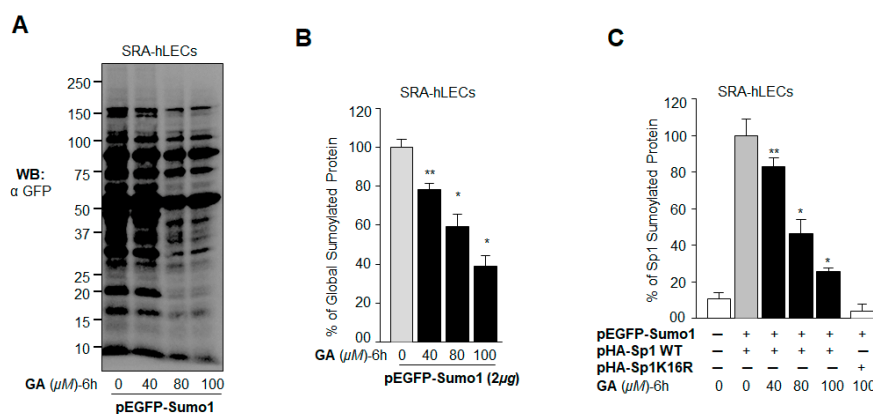 A
SRA-hLECs
250
150
100
75
50
37
25
20
15
10
WB:
α GFP
GA (µM)-6h 0 40 80 100
pEGFP-Sumo1
B
SRA-hLECs
% of Global Sumoylated Protein
120
100
80
60
40
20
00
**
*
*
0 40 80 100
GA (µM)-6h
pEGFP-Sumo1 (2µg)
C
SRA-hLECs
% of Sp1 Sumoylated Protein
120
100
80
60
40
20
00
**
*
*
pEGFP-Sumo1 – + + + + +
pHA-Sp1 WT – + + + + –
pHA-Sp1K16R – – – – – +
GA (µM)-6h 0 0 40 80 100 100